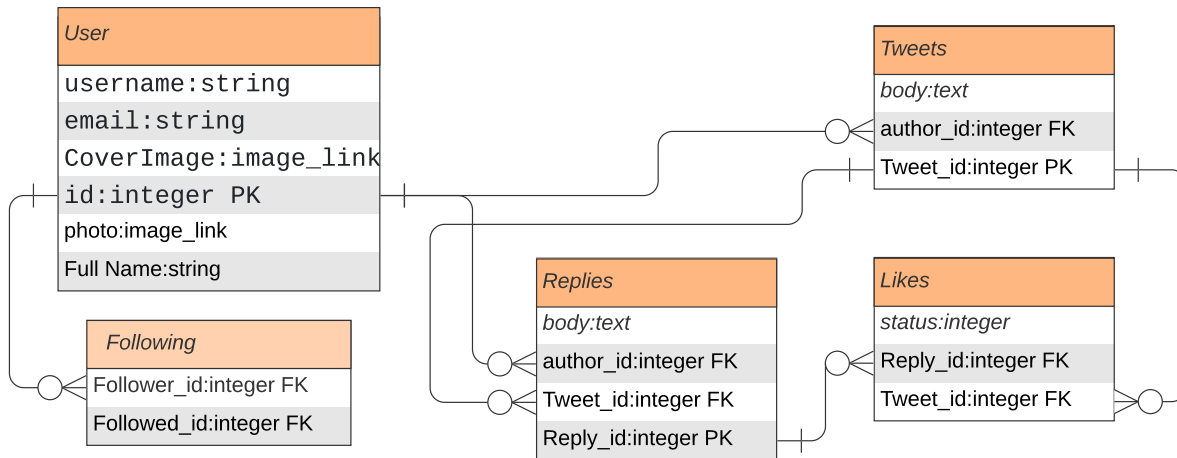 User
username:string
email:string
CoverImage:image_link
id:integer PK
photo:image_link
Full Name:string
Following
Follower_id:integer FK
Followed_id:integer FK
Tweets
body:text
author_id:integer FK
Tweet_id:integer PK
Replies
body:text
author_id:integer FK
Tweet_id:integer FK
Reply_id:integer PK
Likes
status:integer
Reply_id:integer FK
Tweet_id:integer FK